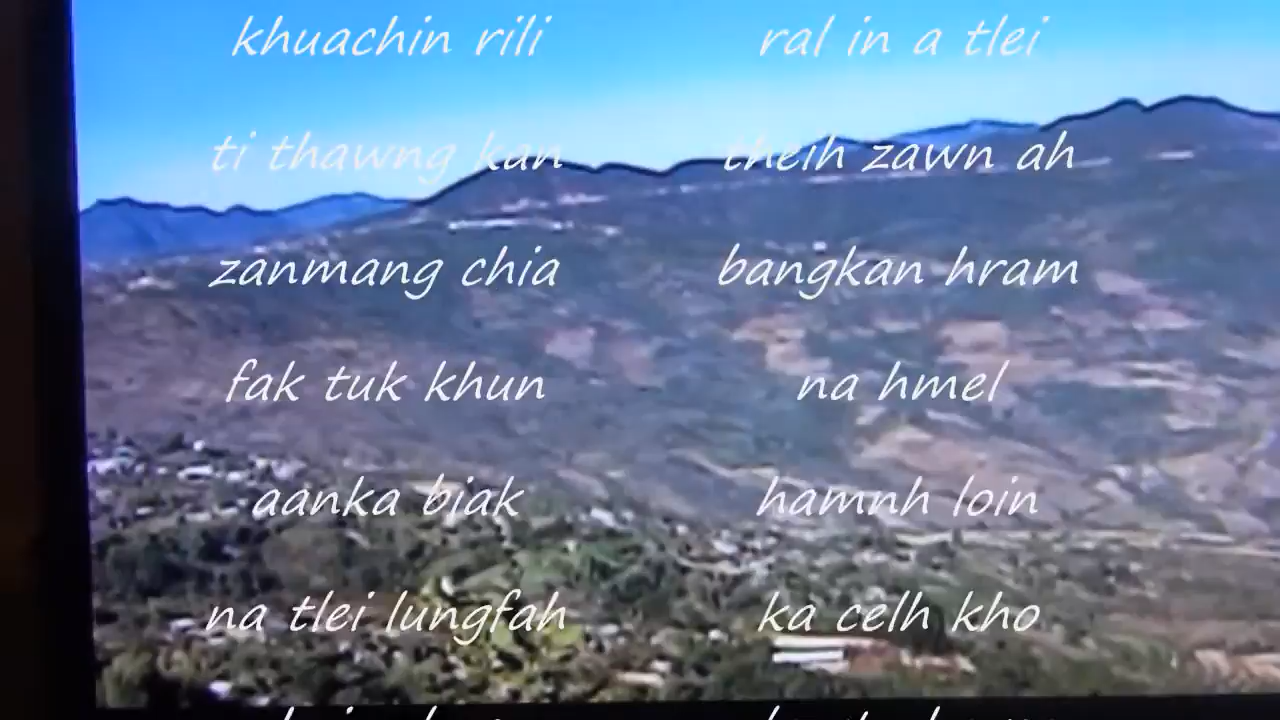 khuachin rili
ti thawng kan
zanmang chia
fak tuk khun
aanka biak
na tlei lungfah
ral in a tlei
theih zawn ah
bangkan hram
na hmel
hamnh loin
ka celh kho